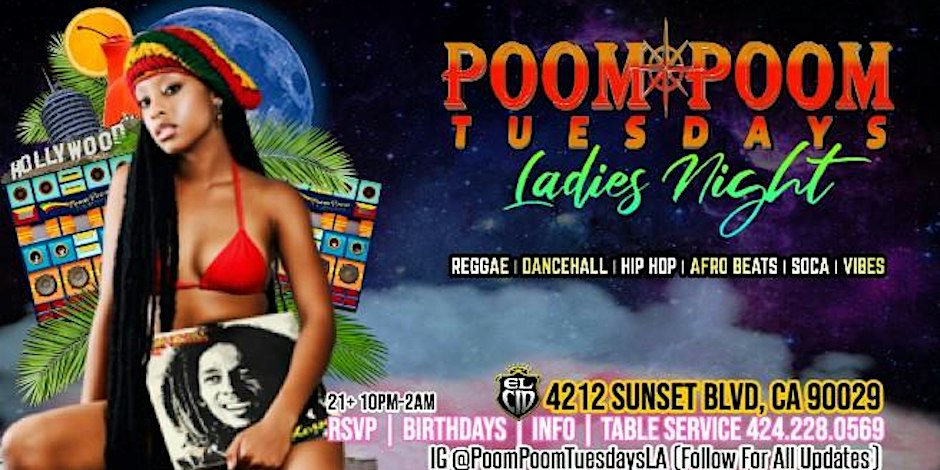 HOLLYWOOD
POOM POOM
TUESDAYS
Ladies Night
REGGAE | DANCEHALL | HIP HOP | AFRO BEATS | SOCA | VIBES
21+ 10PM-2AM
EL CID
4212 SUNSET BLVD, CA 90029
RSVP | BIRTHDAYS | INFO | TABLE SERVICE 424.228.0569
IG @PoomPoomTuesdaysLA (Follow For All Updates)